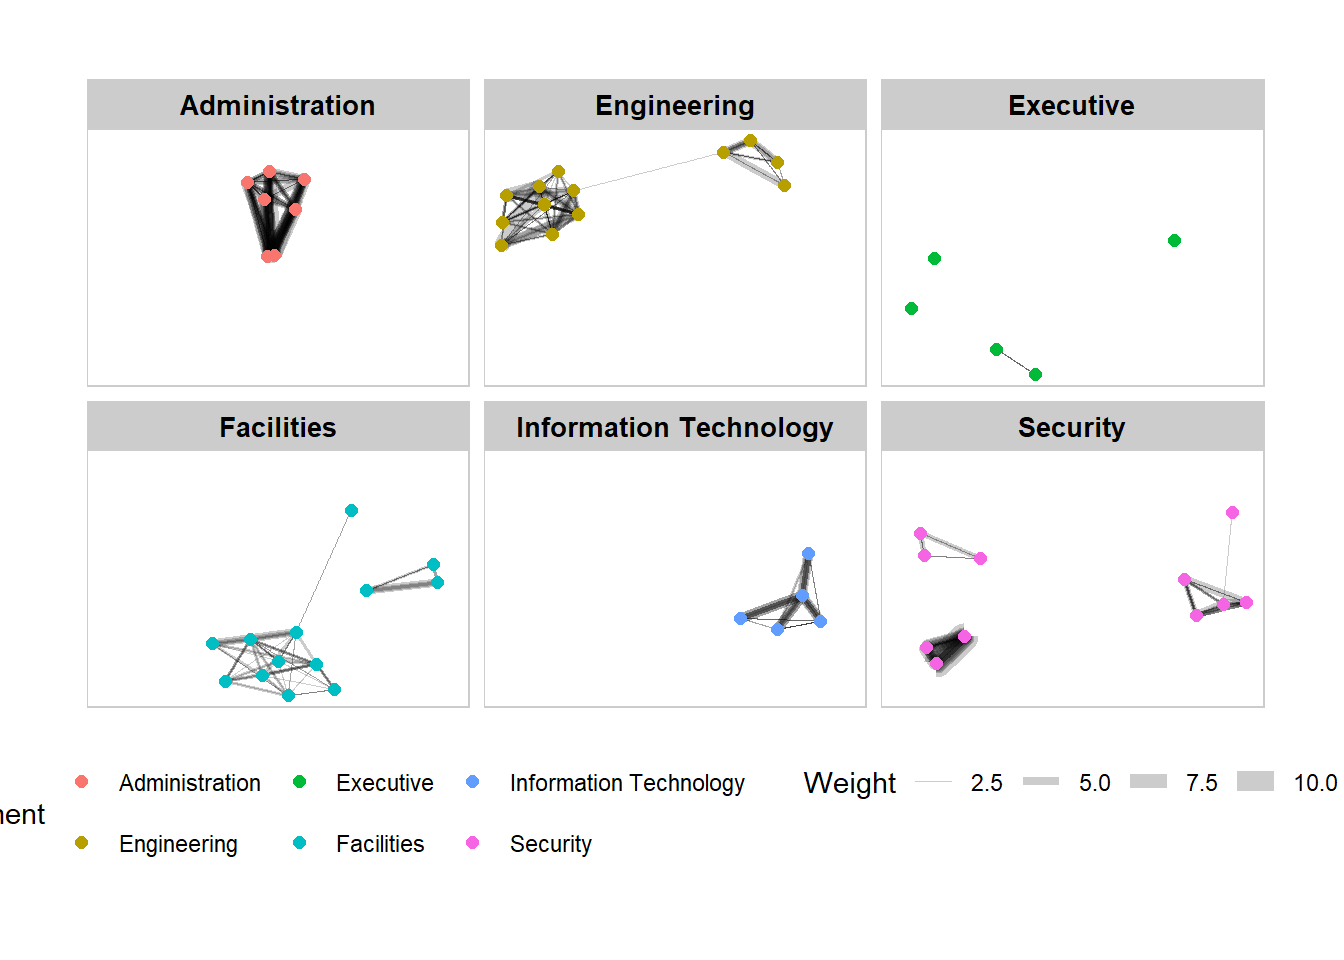 Administration
Engineering
Executive
Facilities
Information Technology
Security
Administration
Executive
Information Technology
Engineering
Facilities
Security
Weight
2.5
5.0
7.5
10.0